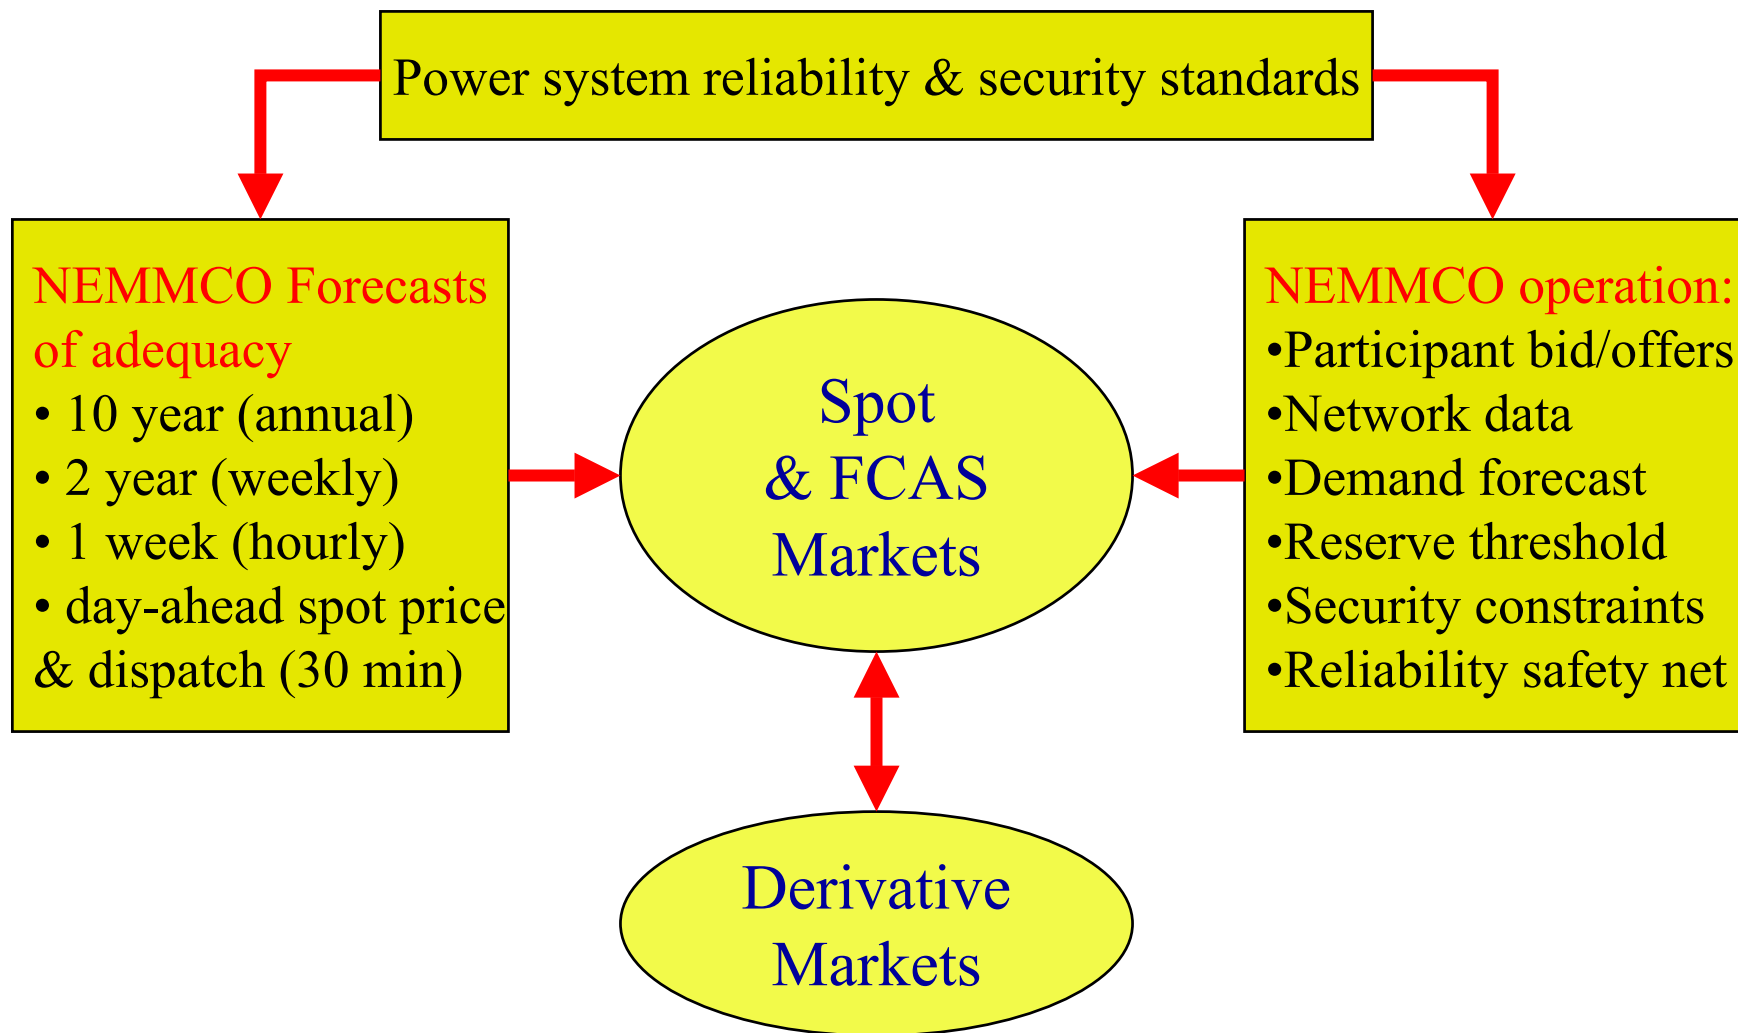 Power system reliability & security standards
NEMMCO Forecasts
of adequacy
• 10 year (annual)
• 2 year (weekly)
• 1 week (hourly)
• day-ahead spot price
& dispatch (30 min)
Spot
& FCAS
Markets
NEMMCO operation:
•Participant bid/offers
•Network data
•Demand forecast
•Reserve threshold
•Security constraints
•Reliability safety net
Derivative
Markets